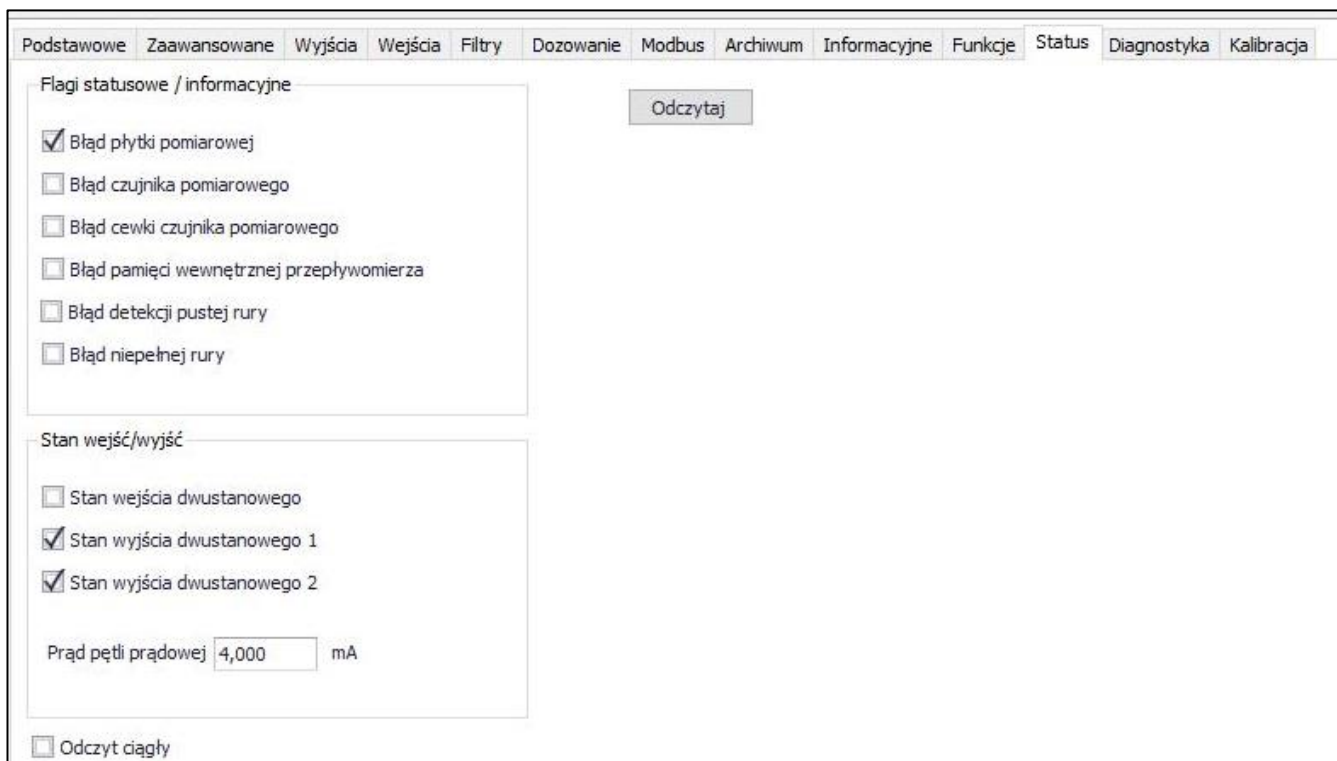 Podstawowe Zaawansowane Wyjścia Wejścia Filtry Dozowanie Modbus Archiwum Informacyjne Funkcje Status Diagnostyka Kalibracja
Flagi statusowe / informacyjne
Odczytaj
Błąd płytki pomiarowej
Błąd czujnika pomiarowego
Błąd cewki czujnika pomiarowego
Błąd pamięci wewnętrznej przepływomierza
Błąd detekcji pustej rury
Błąd niepełnej rury
Stan wejść/wyjść
Stan wejścia dwustanowego
Stan wyjścia dwustanowego 1
Stan wyjścia dwustanowego 2
Prąd pętli prądowej 4,000 mA
Odczyt ciągły